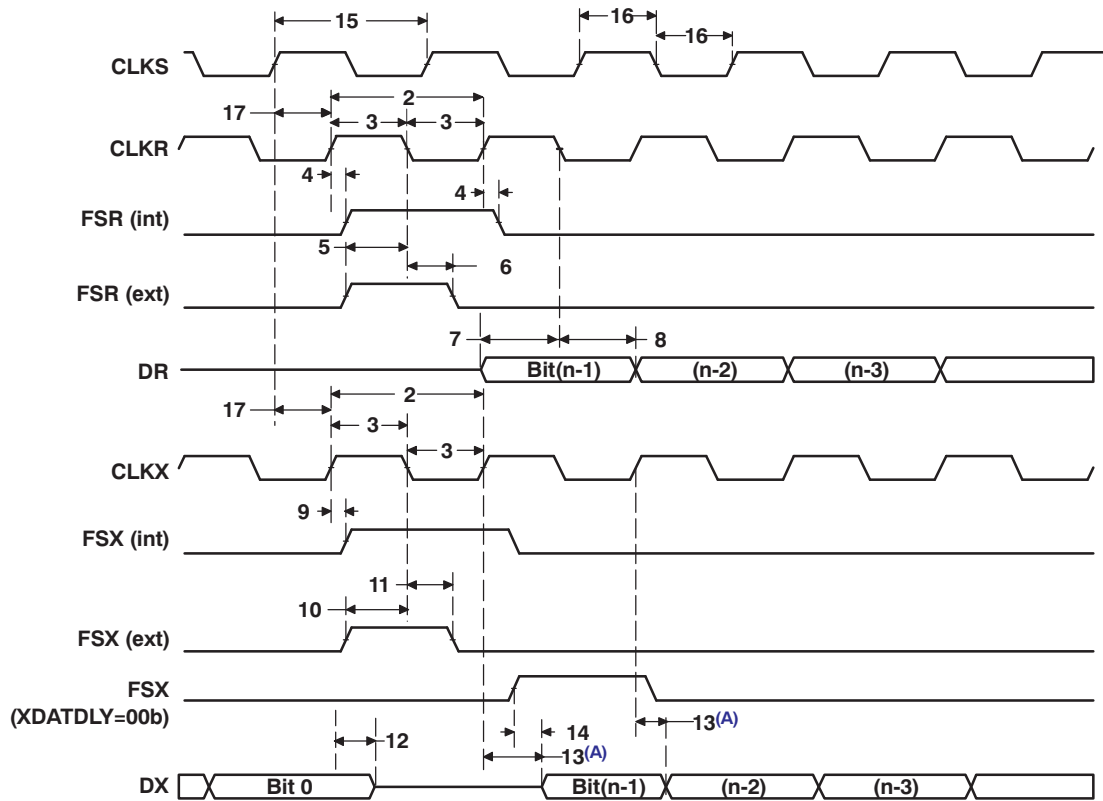 15
16
16
CLKS
2
17
3
3
CLKR
4
4
FSR (int)
5
6
FSR (ext)
7
8
DR
Bit(n-1)
(n-2)
(n-3)
2
17
3
3
CLKX
9
FSX (int)
11
10
FSX (ext)
FSX
(XDATDLY=00b)
13(A)
14
12
13(A)
DX
Bit 0
Bit(n-1)
(n-2)
(n-3)